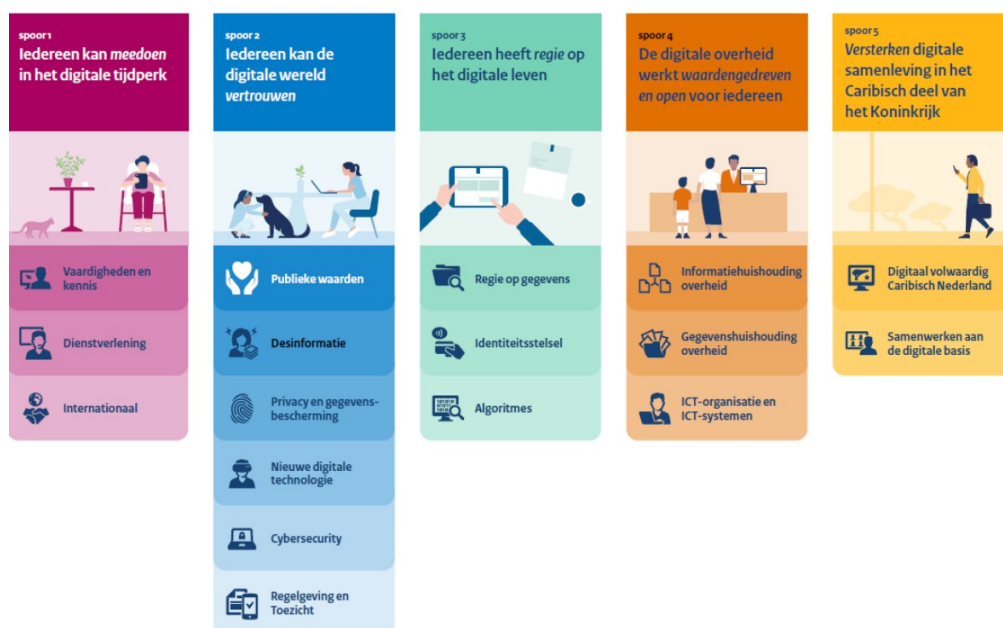 spoor 1
Iedereen kan meedoen
in het digitale tijdperk
Vaardigheden en
kennis
Dienstverlening
Internationaal
spoor 2
Iedereen kan de
digitale wereld
vertrouwen
Publieke waarden
Desinformatie
Privacy en gegevens-
bescherming
Nieuwe digitale
technologie
Cybersecurity
Regelgeving en
Toezicht
spoor 3
Iedereen heeft regie op
het digitale leven
Regie op gegevens
Identiteitsstelsel
Algoritmes
spoor 4
De digitale overheid
werkt waardengedreven
en open voor iedereen
Informatiehuishouding
overheid
Gegevenshuishouding
overheid
ICT-organisatie en
ICT-systemen
spoor 5
Versterken digitale
samenleving in het
Caribisch deel van
het Koninkrijk
Digitaal volwaardig
Caribisch Nederland
Samenwerken aan
de digitale basis